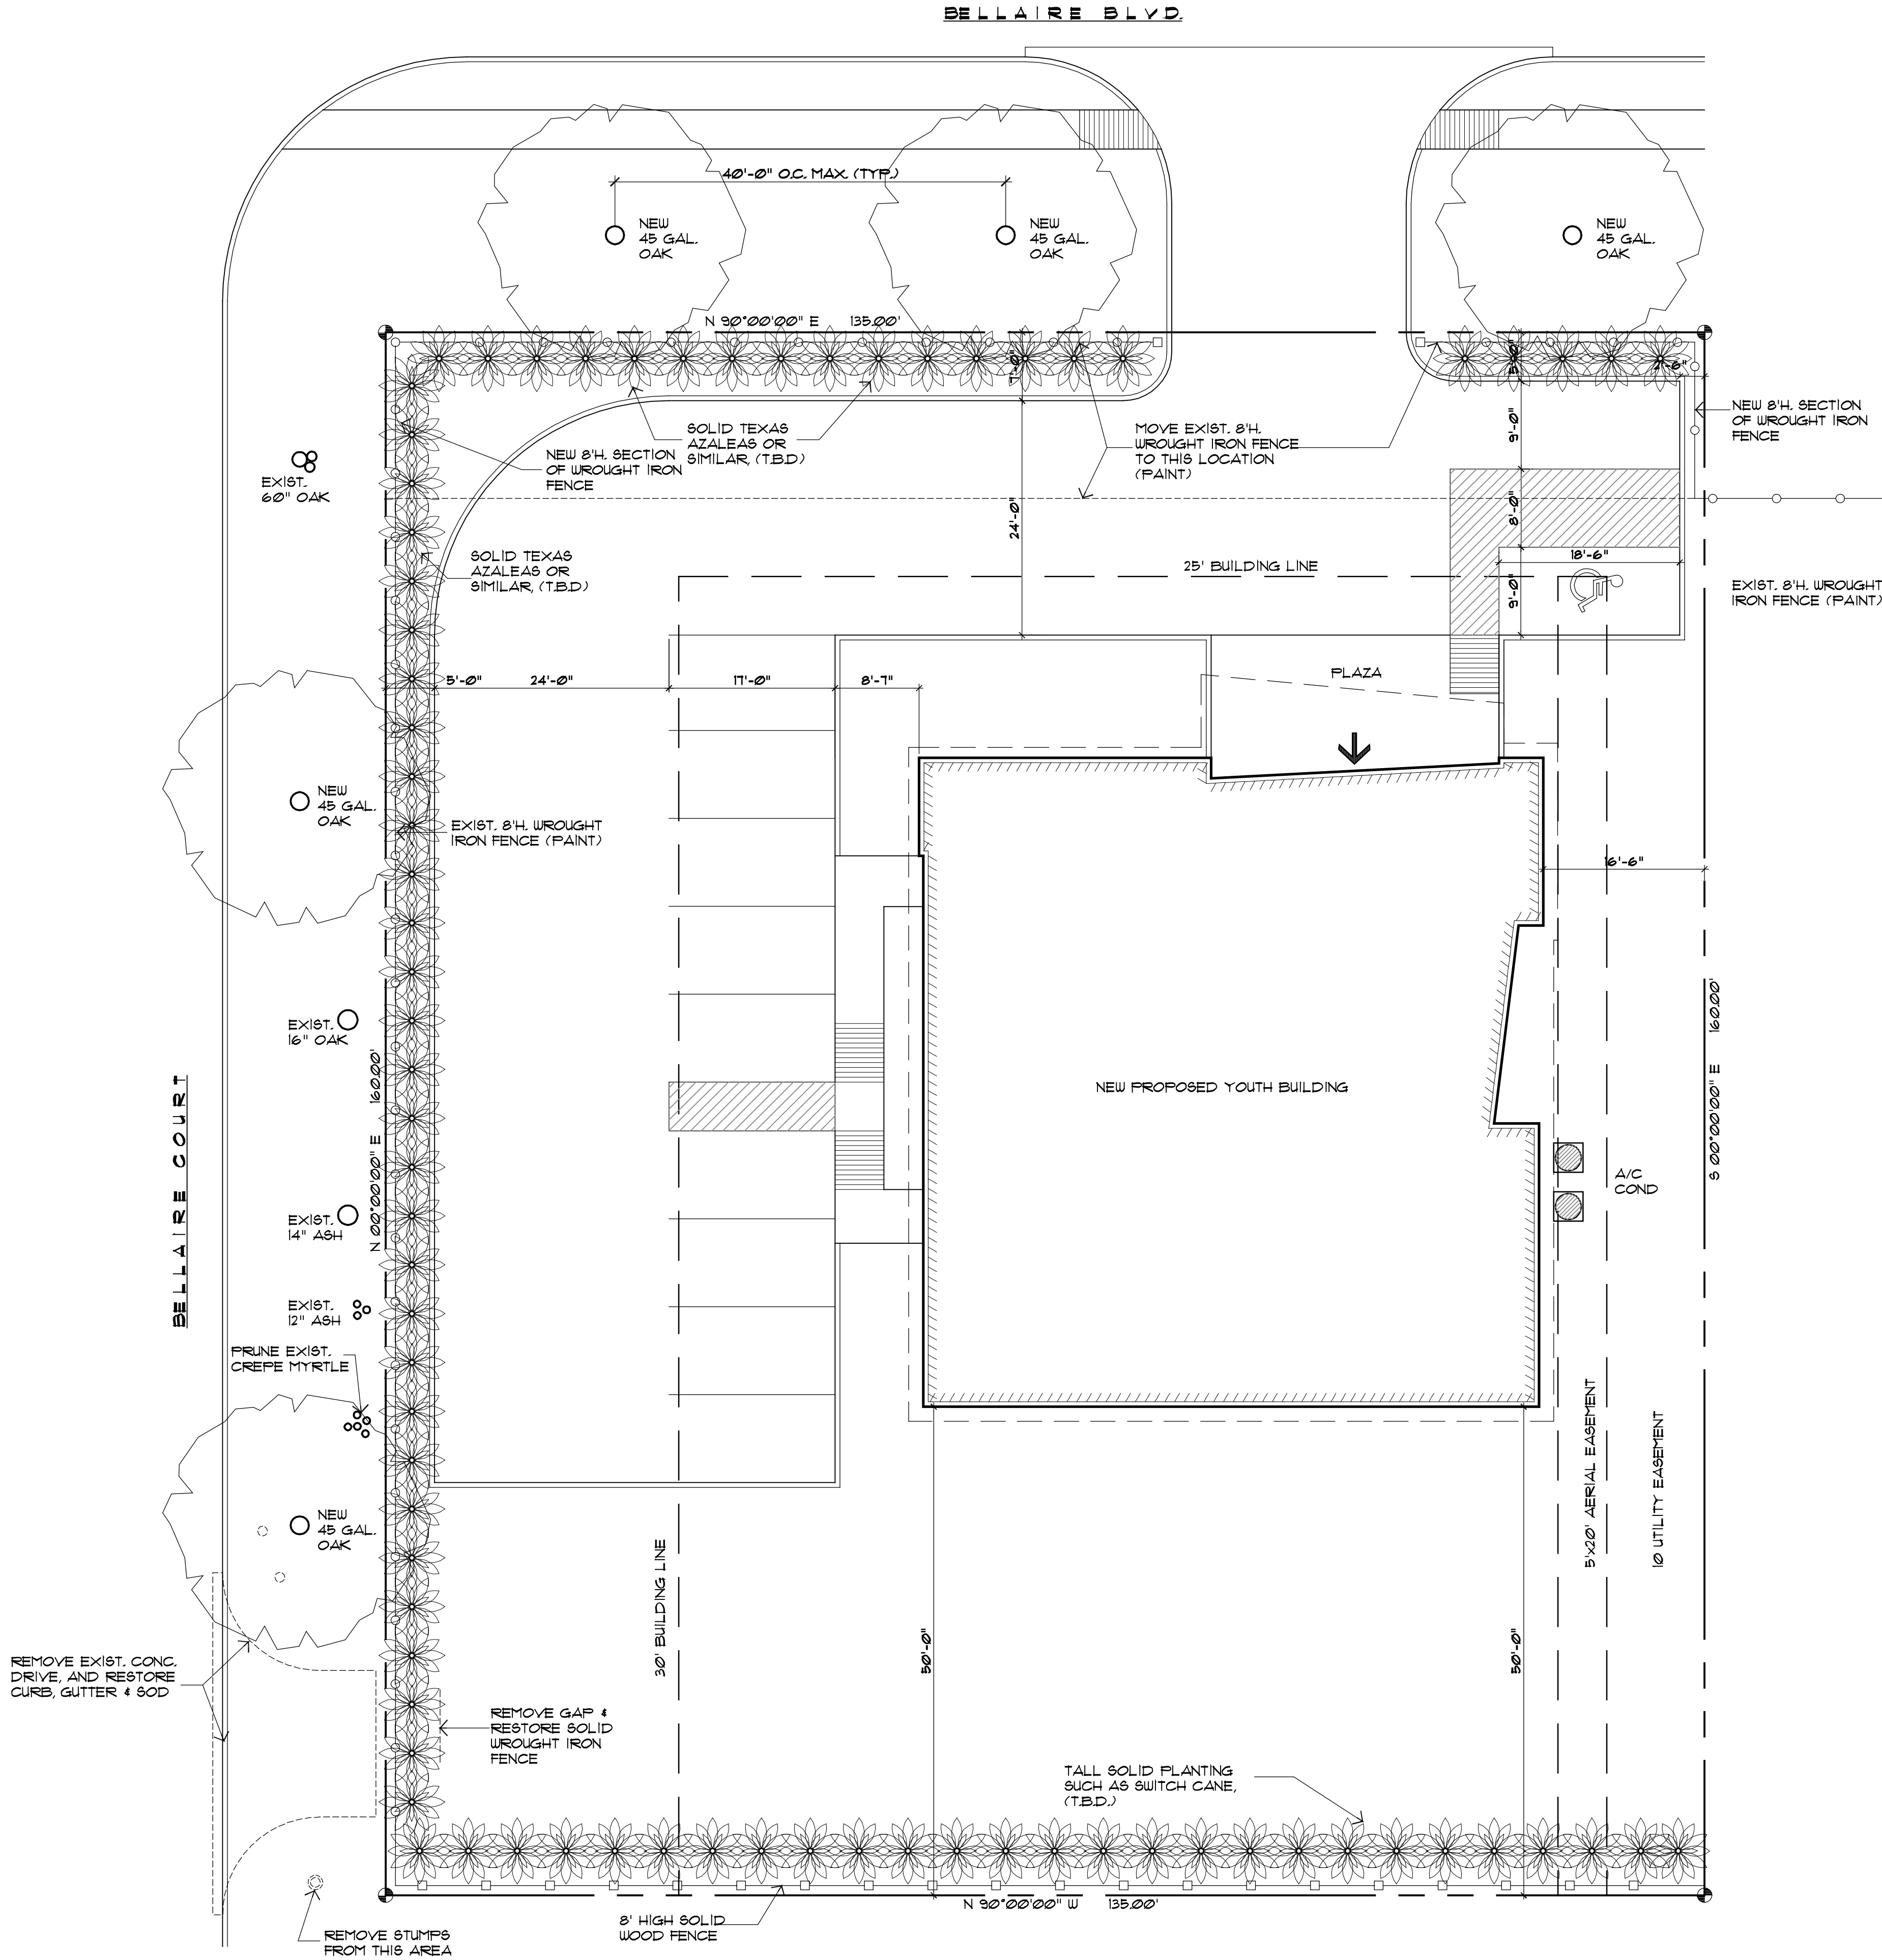 BELLAIRE BLVD.
40'-0" O.C. MAX. (TYP.)
NEW
45 GAL.
OAK
NEW
45 GAL.
OAK
NEW
45 GAL.
OAK
N 90°00'00" E 135.00'
7'-0"
5'-0"
2'-6"
NEW 8'H. SECTION
OF WROUGHT IRON
FENCE
9'-0"
SOLID TEXAS
AZALEAS OR
SIMILAR, (T.B.D)
MOVE EXIST. 8'H.
WROUGHT IRON FENCE
TO THIS LOCATION
(PAINT)
NEW 8'H. SECTION
OF WROUGHT IRON
FENCE
EXIST.
60" OAK
24'-0"
8'-0"
18'-6"
SOLID TEXAS
AZALEAS OR
SIMILAR, (T.B.D)
25' BUILDING LINE
9'-0"
EXIST. 8'H. WROUGHT
IRON FENCE (PAINT)
5'-0"
24'-0"
17'-0"
8'-7"
PLAZA
NEW
45 GAL.
OAK
EXIST. 8'H. WROUGHT
IRON FENCE (PAINT)
16'-6"
EXIST.
16" OAK
N 00°00'00" E 160.00'
S 00°00'00" E 160.00'
BELLAIRE COURT
NEW PROPOSED YOUTH BUILDING
A/C
COND
EXIST.
14" ASH
EXIST.
12" ASH
PRUNE EXIST.
CREPE MYRTLE
NEW
45 GAL.
OAK
30' BUILDING LINE
5'x20' AERIAL EASEMENT
10 UTILITY EASEMENT
50'-0"
50'-0"
REMOVE EXIST. CONC.
DRIVE, AND RESTORE
CURB, GUTTER & SOD
REMOVE GAP &
RESTORE SOLID
WROUGHT IRON
FENCE
TALL SOLID PLANTING
SUCH AS SWITCH CANE,
(T.B.D.)
N 90°00'00" W 135.00'
8' HIGH SOLID
WOOD FENCE
REMOVE STUMPS
FROM THIS AREA